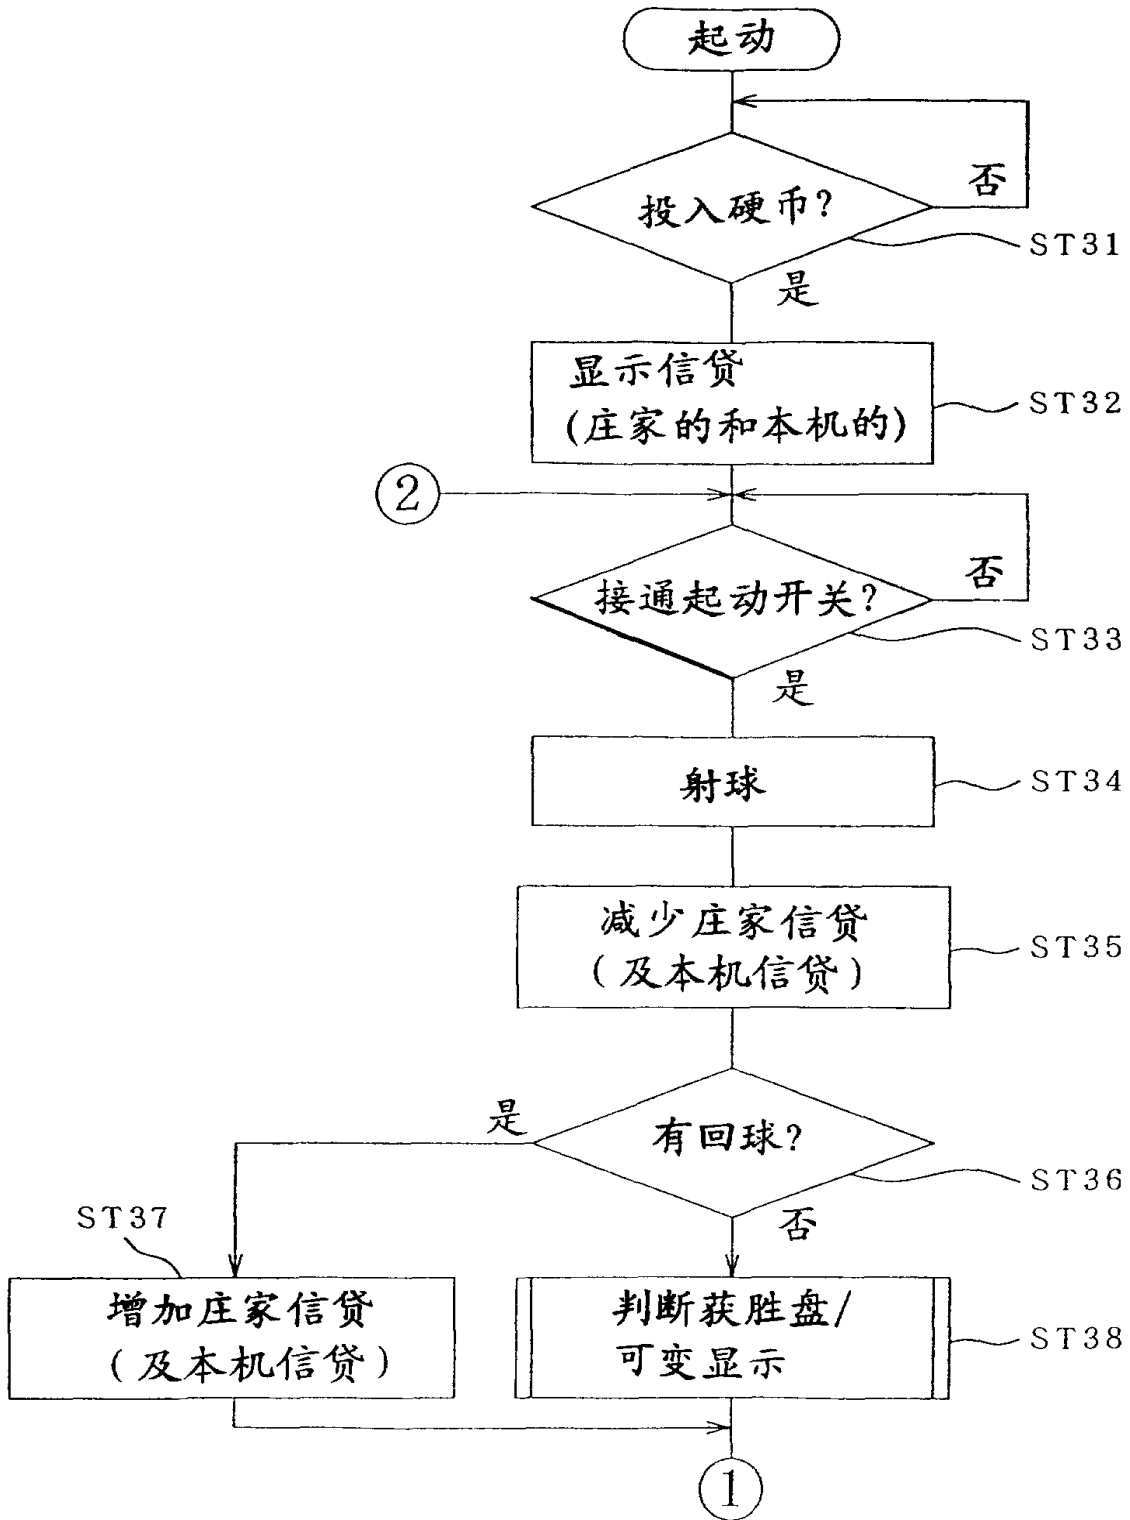 起动
否
投入硬币?
ST31
是
显示信贷
(庄家的和本机的)
ST32
②
否
接通起动开关?
ST33
是
射球
ST34
减少庄家信贷
(及本机信贷)
ST35
是
有回球?
ST36
ST37
否
增加庄家信贷
(及本机信贷)
判断获胜盘/
可变显示
ST38
①